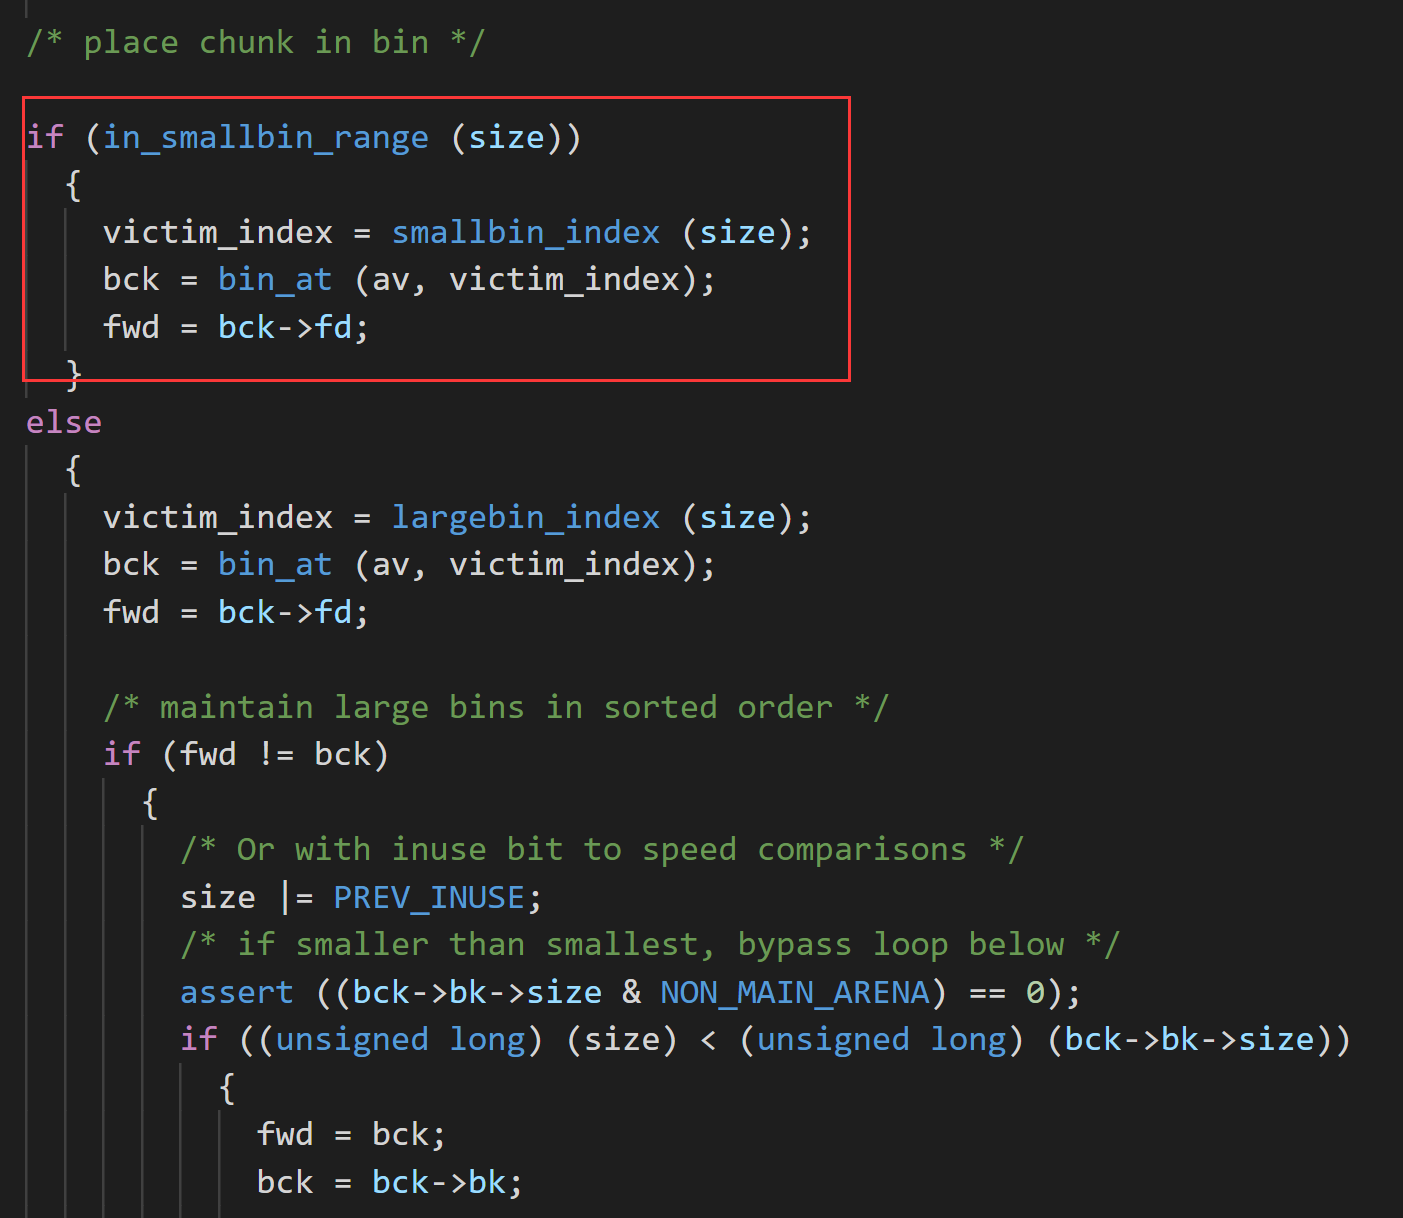 /* place chunk in bin */
if (in_smallbin_range (size))
{
victim_index = smallbin_index (size);
bck = bin_at (av, victim_index);
fwd = bck->fd;
}
else
{
victim_index = largebin_index (size);
bck = bin_at (av, victim_index);
fwd = bck->fd;
/* maintain large bins in sorted order */
if (fwd != bck)
{
/* Or with inuse bit to speed comparisons */
size |= PREV_INUSE;
/* if smaller than smallest, bypass loop below */
assert ((bck->bk->size & NON_MAIN_ARENA) == 0);
if ((unsigned long) (size) < (unsigned long) (bck->bk->size))
{
fwd = bck;
bck = bck->bk;